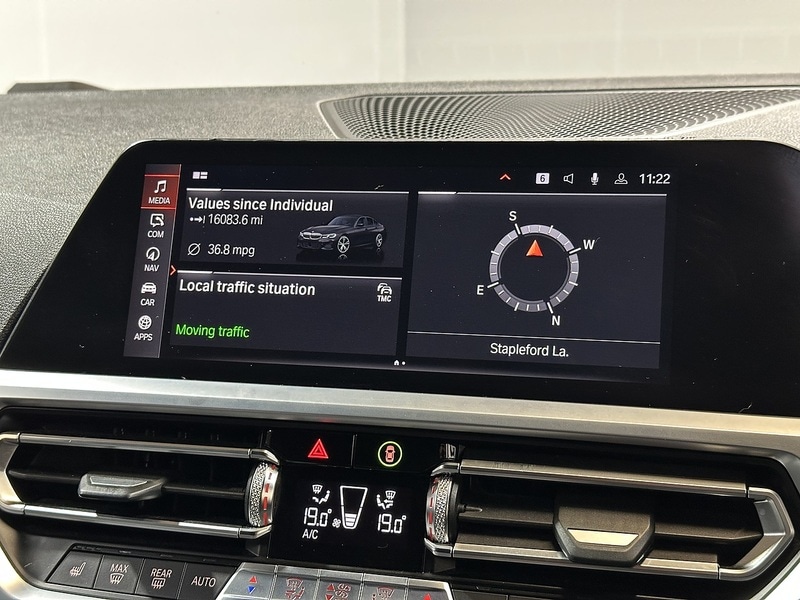 6 11:22
MEDIA
COM
NAV
CAR
APPS
Values since Individual
16083.6 mi
36.8 mpg
Local traffic situation
TMC
Moving traffic
S
W
E
N
Stapleford La.
19.0° 19.0°
A/C
MAX
REAR
AUTO